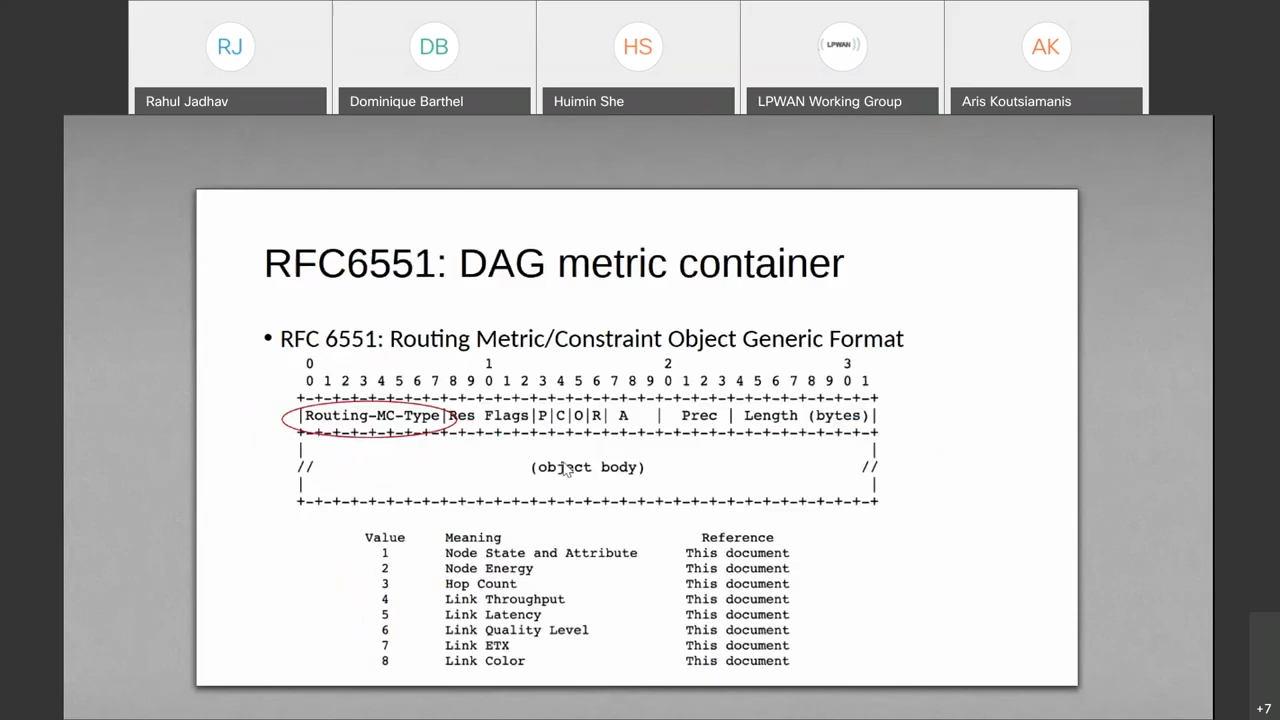 RJ DB HS LPWAN AK
Rahul Jadhav Dominique Barthel Huimin She LPWAN Working Group Aris Koutsiamanis
RFC6551: DAG metric container
• RFC 6551: Routing Metric/Constraint Object Generic Format
0 1 2 3
0 1 2 3 4 5 6 7 8 9 0 1 2 3 4 5 6 7 8 9 0 1 2 3 4 5 6 7 8 9 0 1
+-+-+-+-+-+-+-+-+-+-+-+-+-+-+-+-+-+-+-+-+-+-+-+-+-+-+-+-+-+-+-+-+
|Routing-MC-Type|Res Flags|P|C|O|R| A | Prec | Length (bytes)|
+-+-+-+-+-+-+-+-+-+-+-+-+-+-+-+-+-+-+-+-+-+-+-+-+-+-+-+-+-+-+-+-+
| |
// (object body) //
| |
+-+-+-+-+-+-+-+-+-+-+-+-+-+-+-+-+-+-+-+-+-+-+-+-+-+-+-+-+-+-+-+-+
Value Meaning Reference
1 Node State and Attribute This document
2 Node Energy This document
3 Hop Count This document
4 Link Throughput This document
5 Link Latency This document
6 Link Quality Level This document
7 Link ETX This document
8 Link Color This document
+7